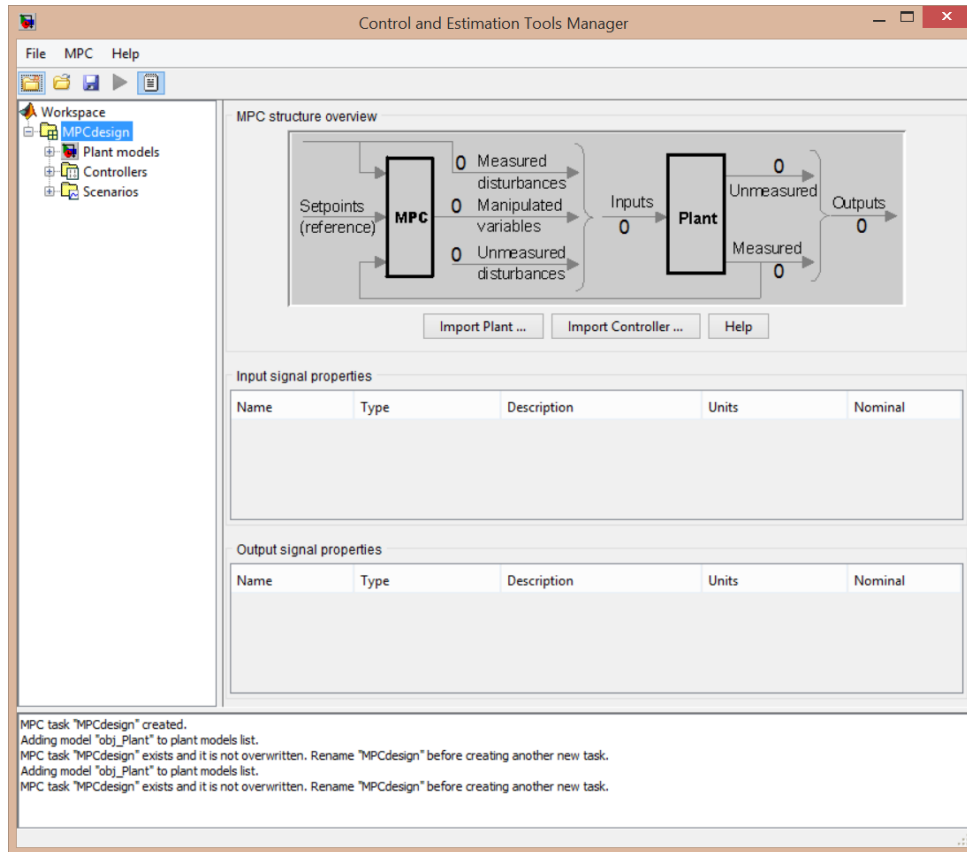 Control and Estimation Tools Manager
File MPC Help
Workspace
MPCdesign
Plant models
Controllers
Scenarios
MPC structure overview
Setpoints
(reference)
MPC
0 Measured
disturbances
0 Manipulated
variables
0 Unmeasured
disturbances
Inputs
0
Plant
0
Unmeasured
Measured
0
Outputs
0
Import Plant ... Import Controller ... Help
Input signal properties
Name Type Description Units Nominal
Output signal properties
Name Type Description Units Nominal
MPC task "MPCdesign" created.
Adding model "obj_Plant" to plant models list.
MPC task "MPCdesign" exists and it is not overwritten. Rename "MPCdesign" before creating another new task.
Adding model "obj_Plant" to plant models list.
MPC task "MPCdesign" exists and it is not overwritten. Rename "MPCdesign" before creating another new task.